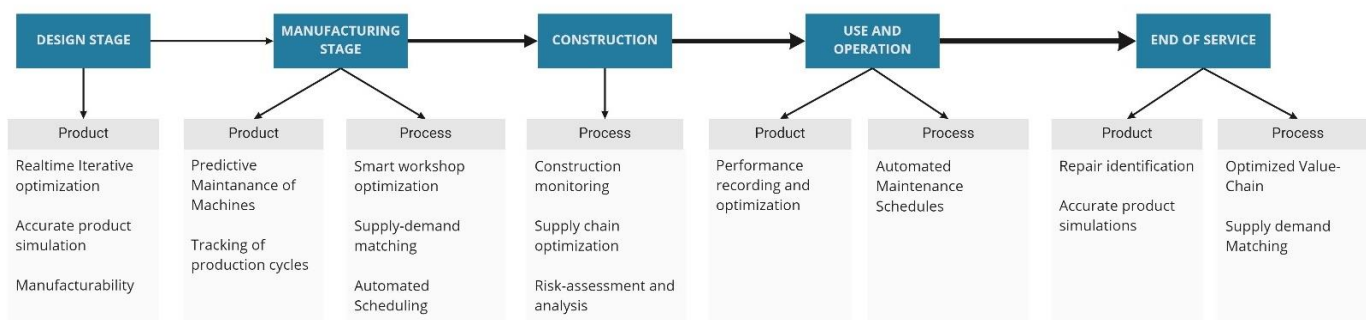 DESIGN STAGE
MANUFACTURING
STAGE
CONSTRUCTION
USE AND
OPERATION
END OF SERVICE
Product
Realtime Iterative
optimization
Accurate product
simulation
Manufacturability
Product
Predictive
Maintanance of
Machines
Tracking of
production cycles
Process
Smart workshop
optimization
Supply-demand
matching
Automated
Scheduling
Process
Construction
monitoring
Supply chain
optimization
Risk-assessment and
analysis
Product
Performance
recording and
optimization
Process
Automated
Maintenance
Schedules
Product
Repair identification
Accurate product
simulations
Process
Optimized Value-
Chain
Supply demand
Matching